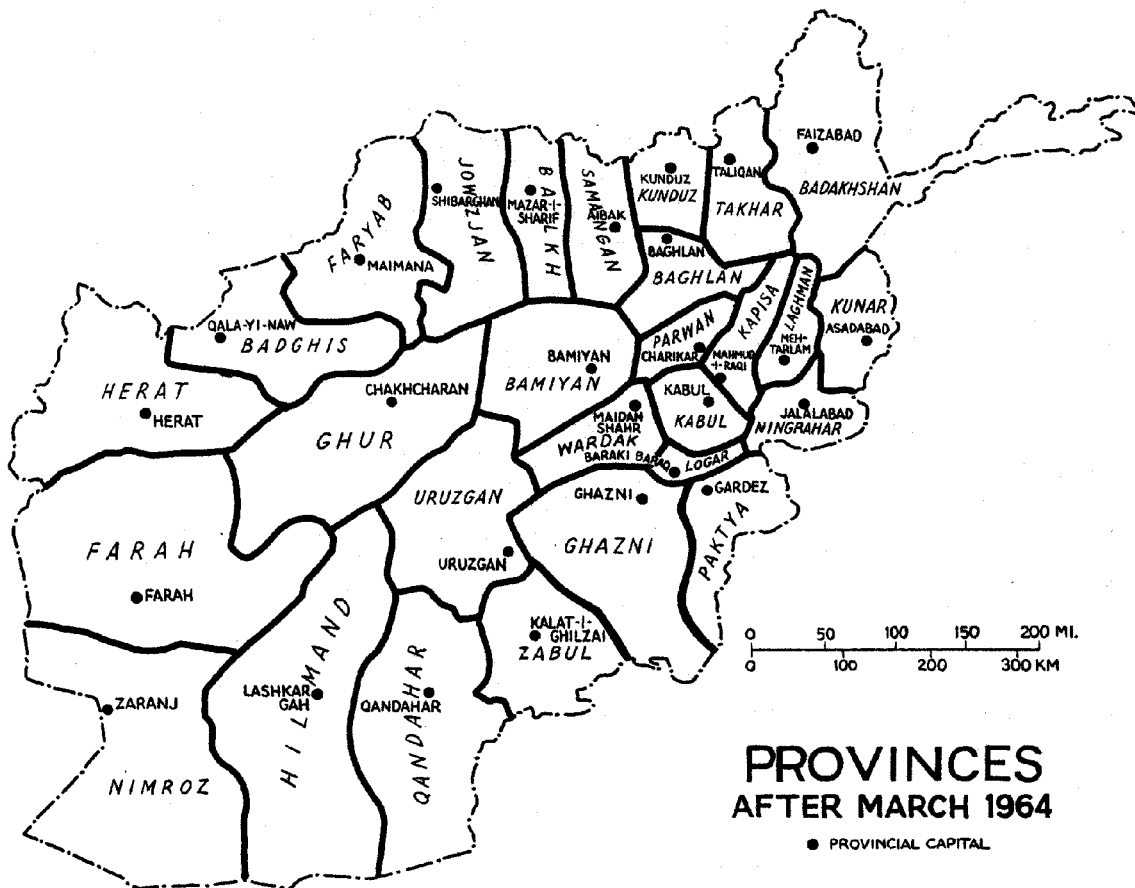 FAIZABAD
BADAKHSHAN
TALIQAN
TAKHAR
KUNDUZ
KUNDUZ
AIBAK
SAMANGAN
MAZAR-I-
SHARIF
BALKH
SHIBARGHAN
JOWZJAN
FARYAB
MAIMANA
BAGHLAN
BAGHLAN
QALA-YI-NAW
BADGHIS
HERAT
HERAT
CHAKHCHARAN
GHUR
BAMIYAN
BAMIYAN
PARWAN
CHARIKAR
KAPISA
MAHMUD
-I-RAQI
LAGHMAN
MEH-
TARLAM
KUNAR
ASADABAD
KABUL
KABUL
JALALABAD
NINGRAHAR
MAIDAN
SHAHR
WARDAK
BARAKI BARAQ
LOGAR
GHAZNI
GHAZNI
GARDEZ
PAKTYA
URUZGAN
URUZGAN
FARAH
FARAH
KALAT-I-
GHILZAI
ZABUL
LASHKAR
GAH
HILMAND
QANDAHAR
QANDAHAR
ZARANJ
NIMROZ
0 50 100 150 200 MI.
0 100 200 300 KM
PROVINCES
AFTER MARCH 1964
● PROVINCIAL CAPITAL